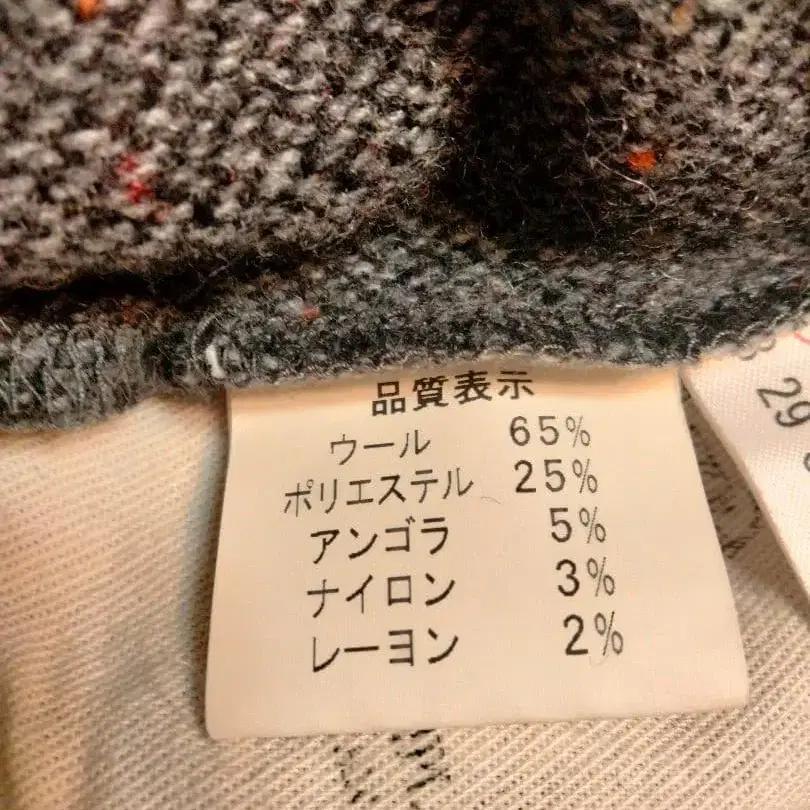 品質表示
ウール 65%
ポリエステル 25%
アンゴラ 5%
ナイロン 3%
レーヨン 2%
29